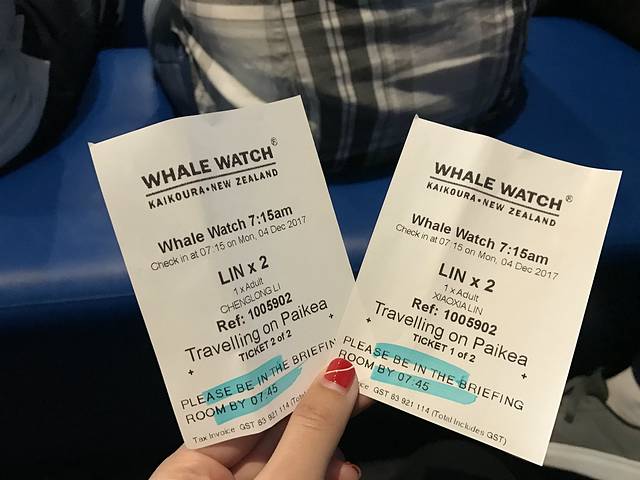 WHALE WATCH®
KAIKOURA•NEW ZEALAND
Whale Watch 7:15am
Check in at 07:15 on Mon, 04 Dec 2017
LIN x 2
1 x Adult
CHENGLONG LI
Ref: 1005902
Travelling on Paikea
TICKET 2 of 2
PLEASE BE IN THE BRIEFIN
ROOM BY 07:45
Tax Invoice GST 83 921 114 (Total
WHALE WATCH®
KAIKOURA•NEW ZEALAND
Whale Watch 7:15am
Check in at 07:15 on Mon, 04 Dec 2017
LIN x 2
1 x Adult
XIAOXIA LIN
Ref: 1005902
Travelling on Paikea
TICKET 1 of 2
PLEASE BE IN THE BRIEFING
ROOM BY 07:45
GST 83 921 114 (Total Includes GST)